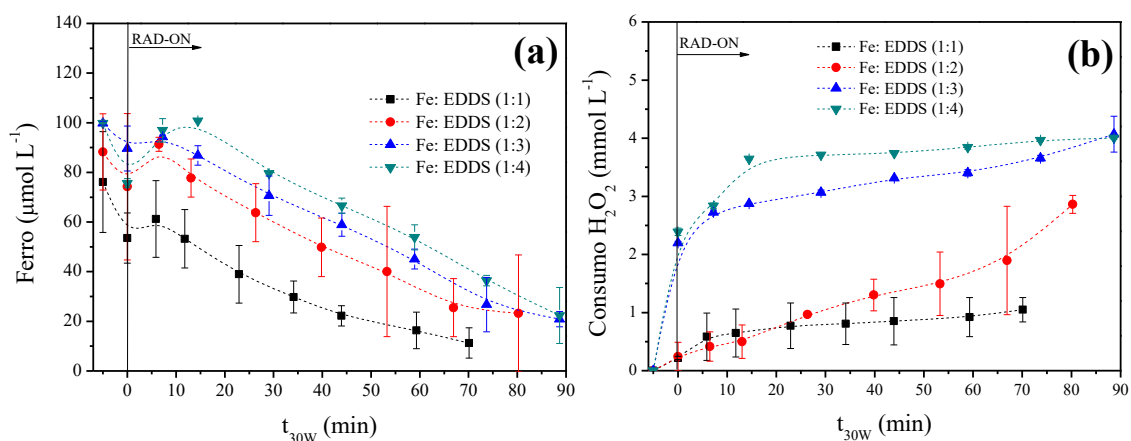 (a)
RAD-ON
Fe: EDDS (1:1)
Fe: EDDS (1:2)
Fe: EDDS (1:3)
Fe: EDDS (1:4)
Ferro (µmol L⁻¹)
140
120
100
80
60
40
20
0
0 10 20 30 40 50 60 70 80 90
t₃₀W (min)
(b)
RAD-ON
Fe: EDDS (1:1)
Fe: EDDS (1:2)
Fe: EDDS (1:3)
Fe: EDDS (1:4)
Consumo H₂O₂ (mmol L⁻¹)
6
5
4
3
2
1
0
0 10 20 30 40 50 60 70 80 90
t₃₀W (min)